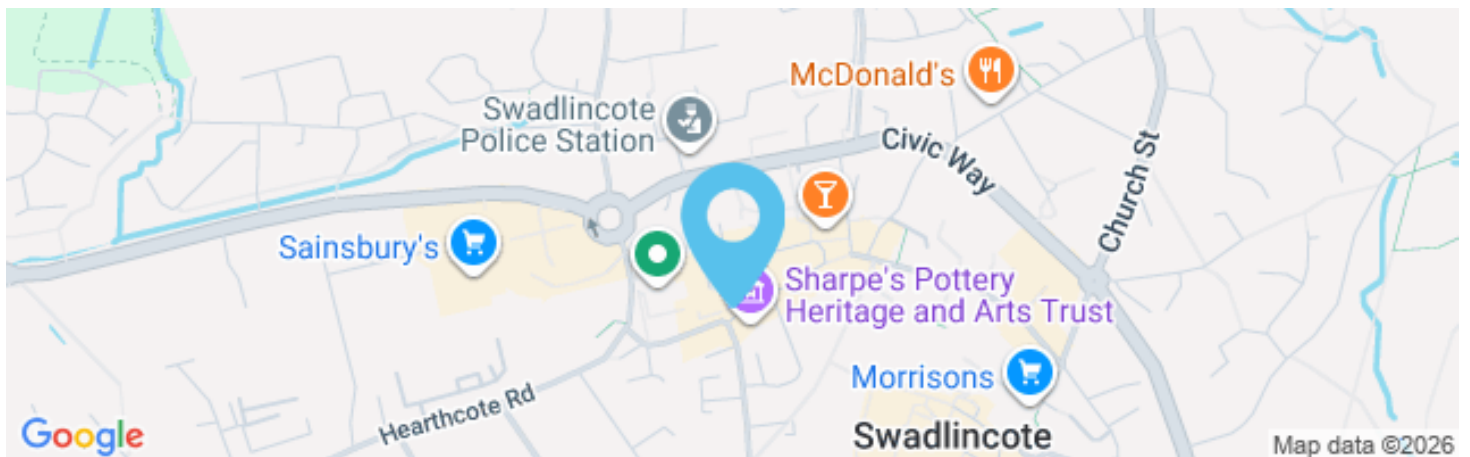 McDonald's
Swadlincote
Police Station
Civic Way
Church St
Sainsbury's
Sharpe's Pottery
Heritage and Arts Trust
Morrisons
Hearthcote Rd
Swadlincote
Google
Map data ©2026